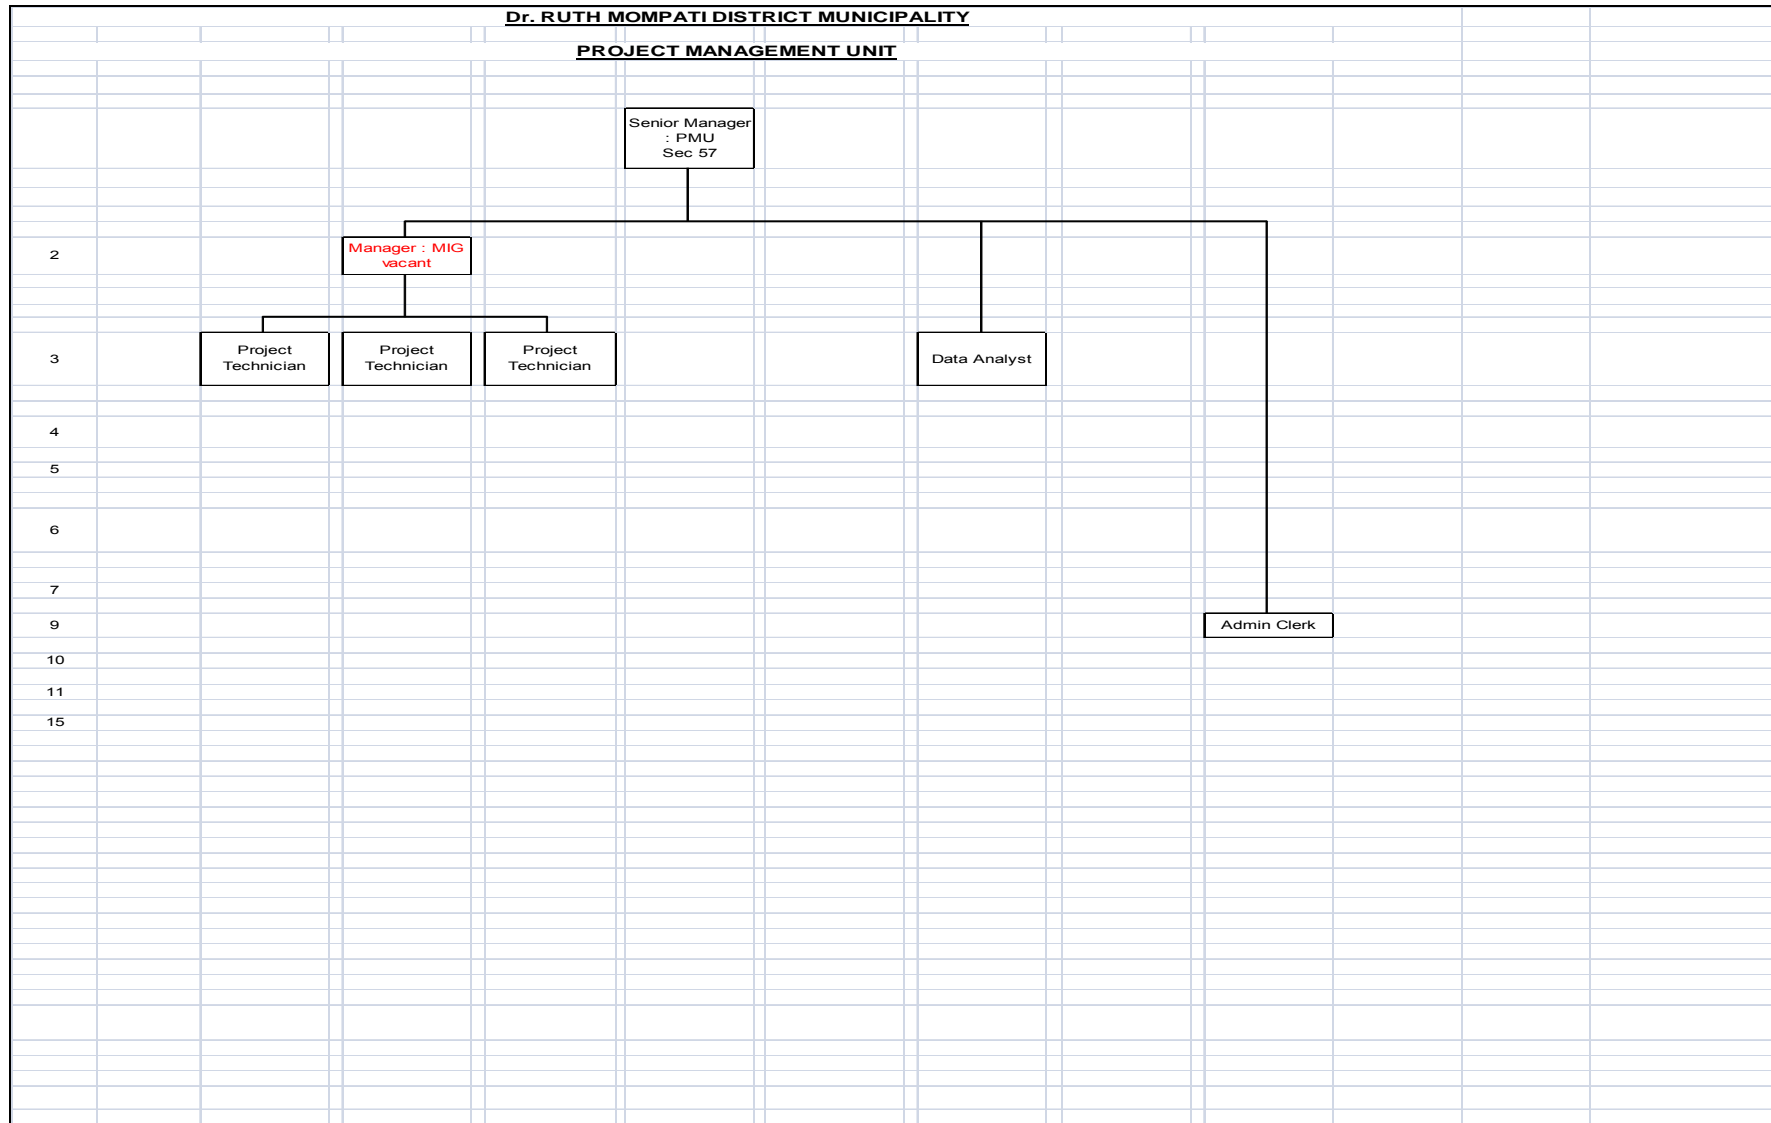 Dr. RUTH MOMPATI DISTRICT MUNICIPALITY
PROJECT MANAGEMENT UNIT
Senior Manager
: PMU
Sec 57
2
Manager : MIG
vacant
3
Project
Technician
Project
Technician
Project
Technician
Data Analyst
4
5
6
7
9
Admin Clerk
10
11
15